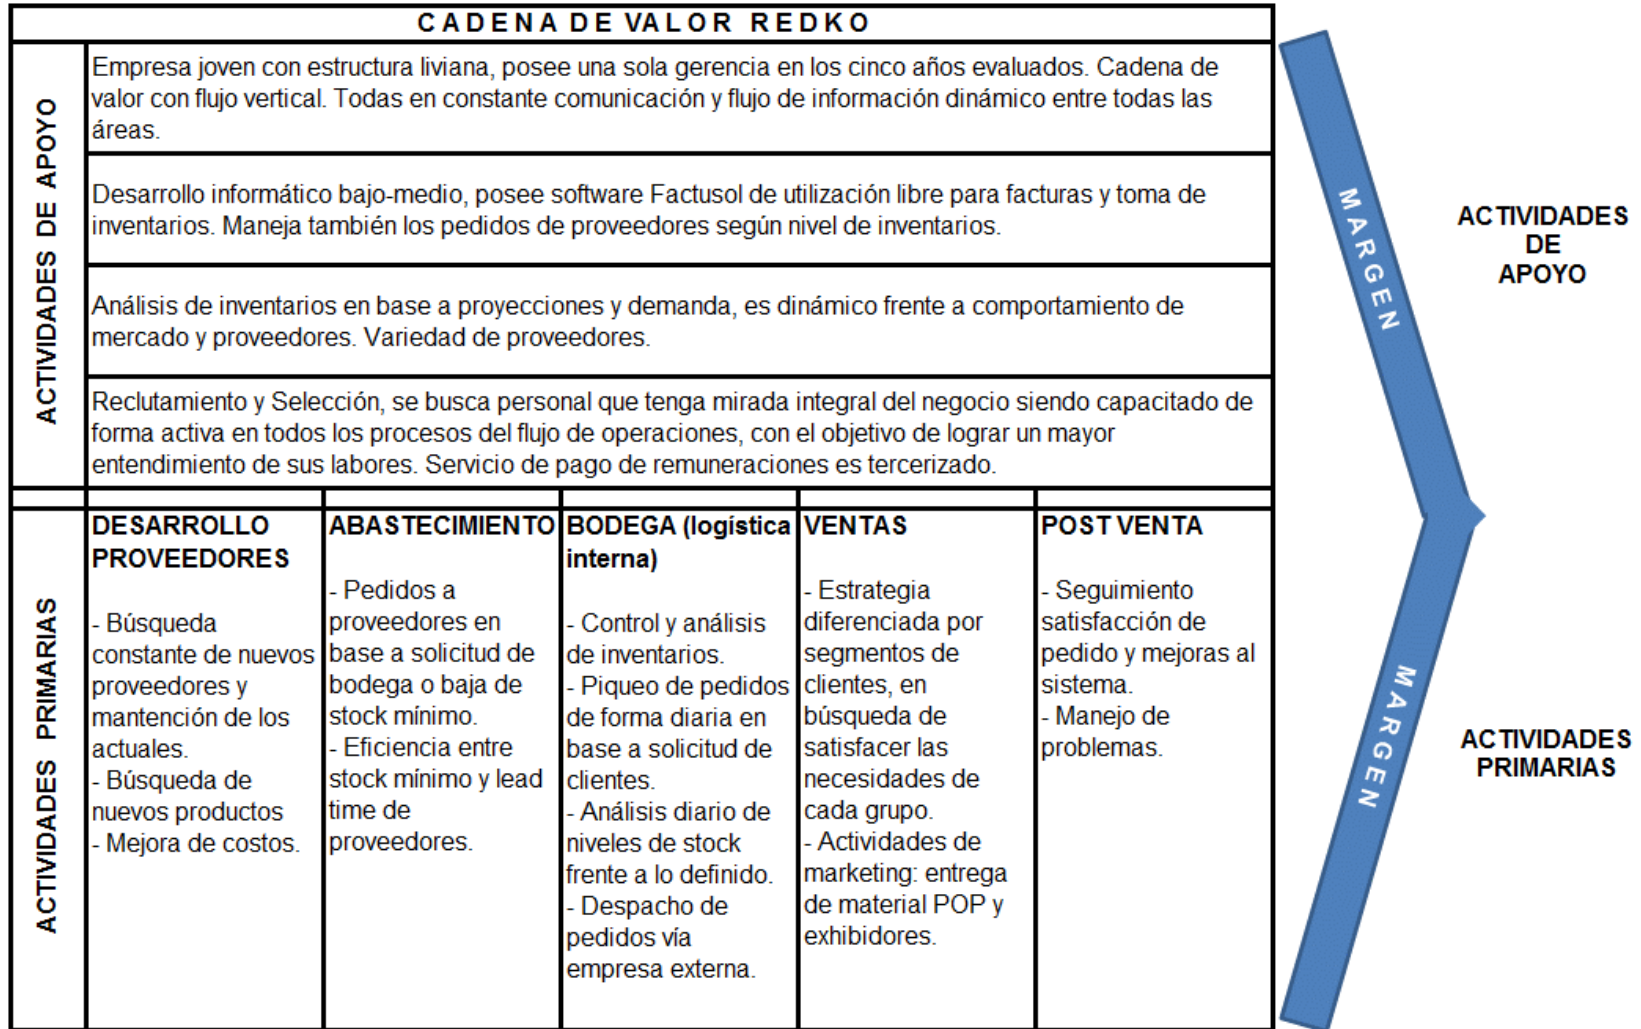 CADENA DE VALOR REDKO
ACTIVIDADES DE APOYO
Empresa joven con estructura liviana, posee una sola gerencia en los cinco años evaluados. Cadena de
valor con flujo vertical. Todas en constante comunicación y flujo de información dinámico entre todas las
áreas.
Desarrollo informático bajo-medio, posee software Factusol de utilización libre para facturas y toma de
inventarios. Maneja también los pedidos de proveedores según nivel de inventarios.
Análisis de inventarios en base a proyecciones y demanda, es dinámico frente a comportamiento de
mercado y proveedores. Variedad de proveedores.
Reclutamiento y Selección, se busca personal que tenga mirada integral del negocio siendo capacitado de
forma activa en todos los procesos del flujo de operaciones, con el objetivo de lograr un mayor
entendimiento de sus labores. Servicio de pago de remuneraciones es tercerizado.
ACTIVIDADES PRIMARIAS
DESARROLLO
PROVEEDORES
- Búsqueda
constante de nuevos
proveedores y
mantención de los
actuales.
- Búsqueda de
nuevos productos
- Mejora de costos.
ABASTECIMIENTO
- Pedidos a
proveedores en
base a solicitud de
bodega o baja de
stock mínimo.
- Eficiencia entre
stock mínimo y lead
time de
proveedores.
BODEGA (logística
interna)
- Control y análisis
de inventarios.
- Piqueo de pedidos
de forma diaria en
base a solicitud de
clientes.
- Análisis diario de
niveles de stock
frente a lo definido.
- Despacho de
pedidos vía
empresa externa.
VENTAS
- Estrategia
diferenciada por
segmentos de
clientes, en
búsqueda de
satisfacer las
necesidades de
cada grupo.
- Actividades de
marketing: entrega
de material POP y
exhibidores.
POST VENTA
- Seguimiento
satisfacción de
pedido y mejoras al
sistema.
- Manejo de
problemas.
MARGEN
MARGEN
ACTIVIDADES
DE
APOYO
ACTIVIDADES
PRIMARIAS